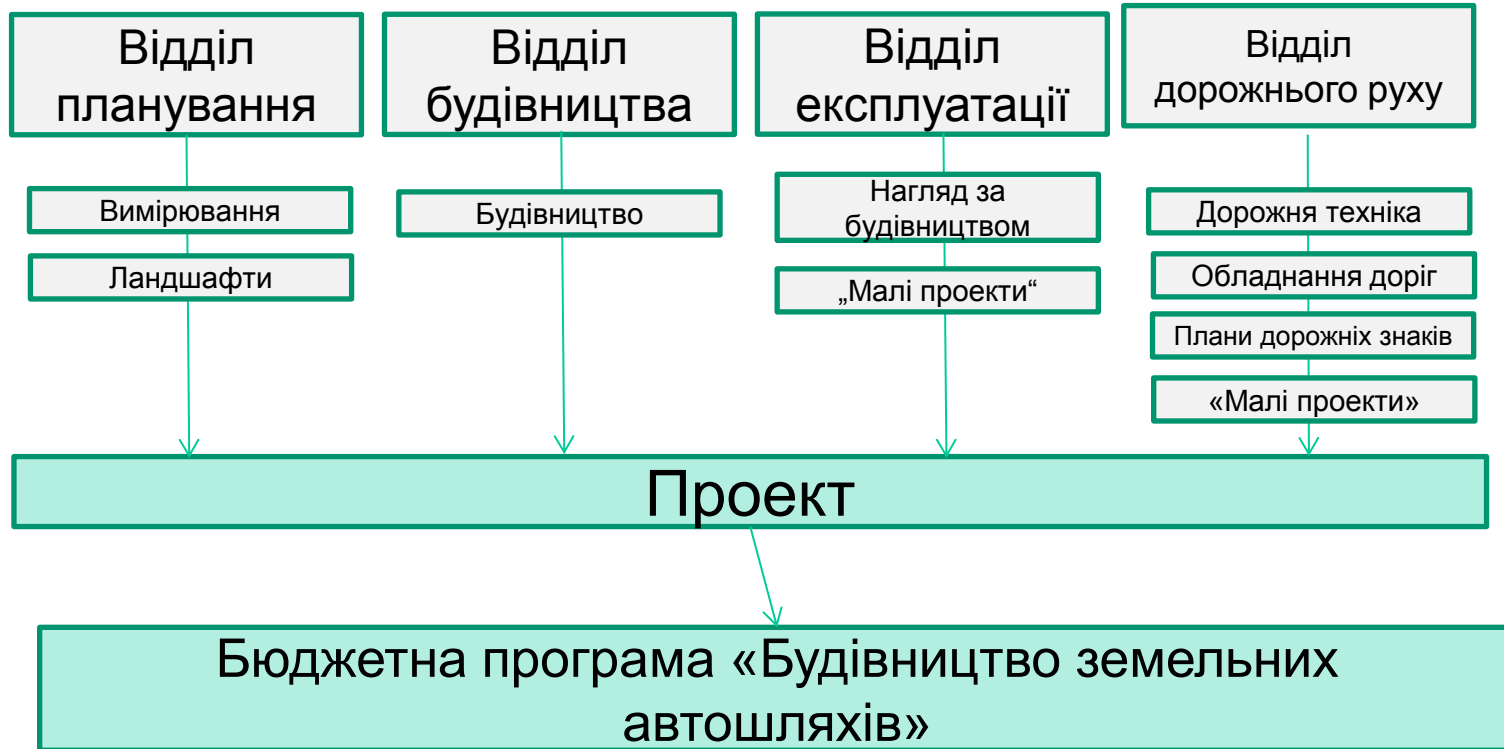 Відділ
планування
Відділ
будівництва
Відділ
експлуатації
Відділ
дорожнього руху
Вимірювання
Ландшафти
Будівництво
Нагляд за
будівництвом
„Малі проекти“
Дорожня техніка
Обладнання доріг
Плани дорожніх знаків
«Малі проекти»
Проект
Бюджетна програма «Будівництво земельних
автошляхів»